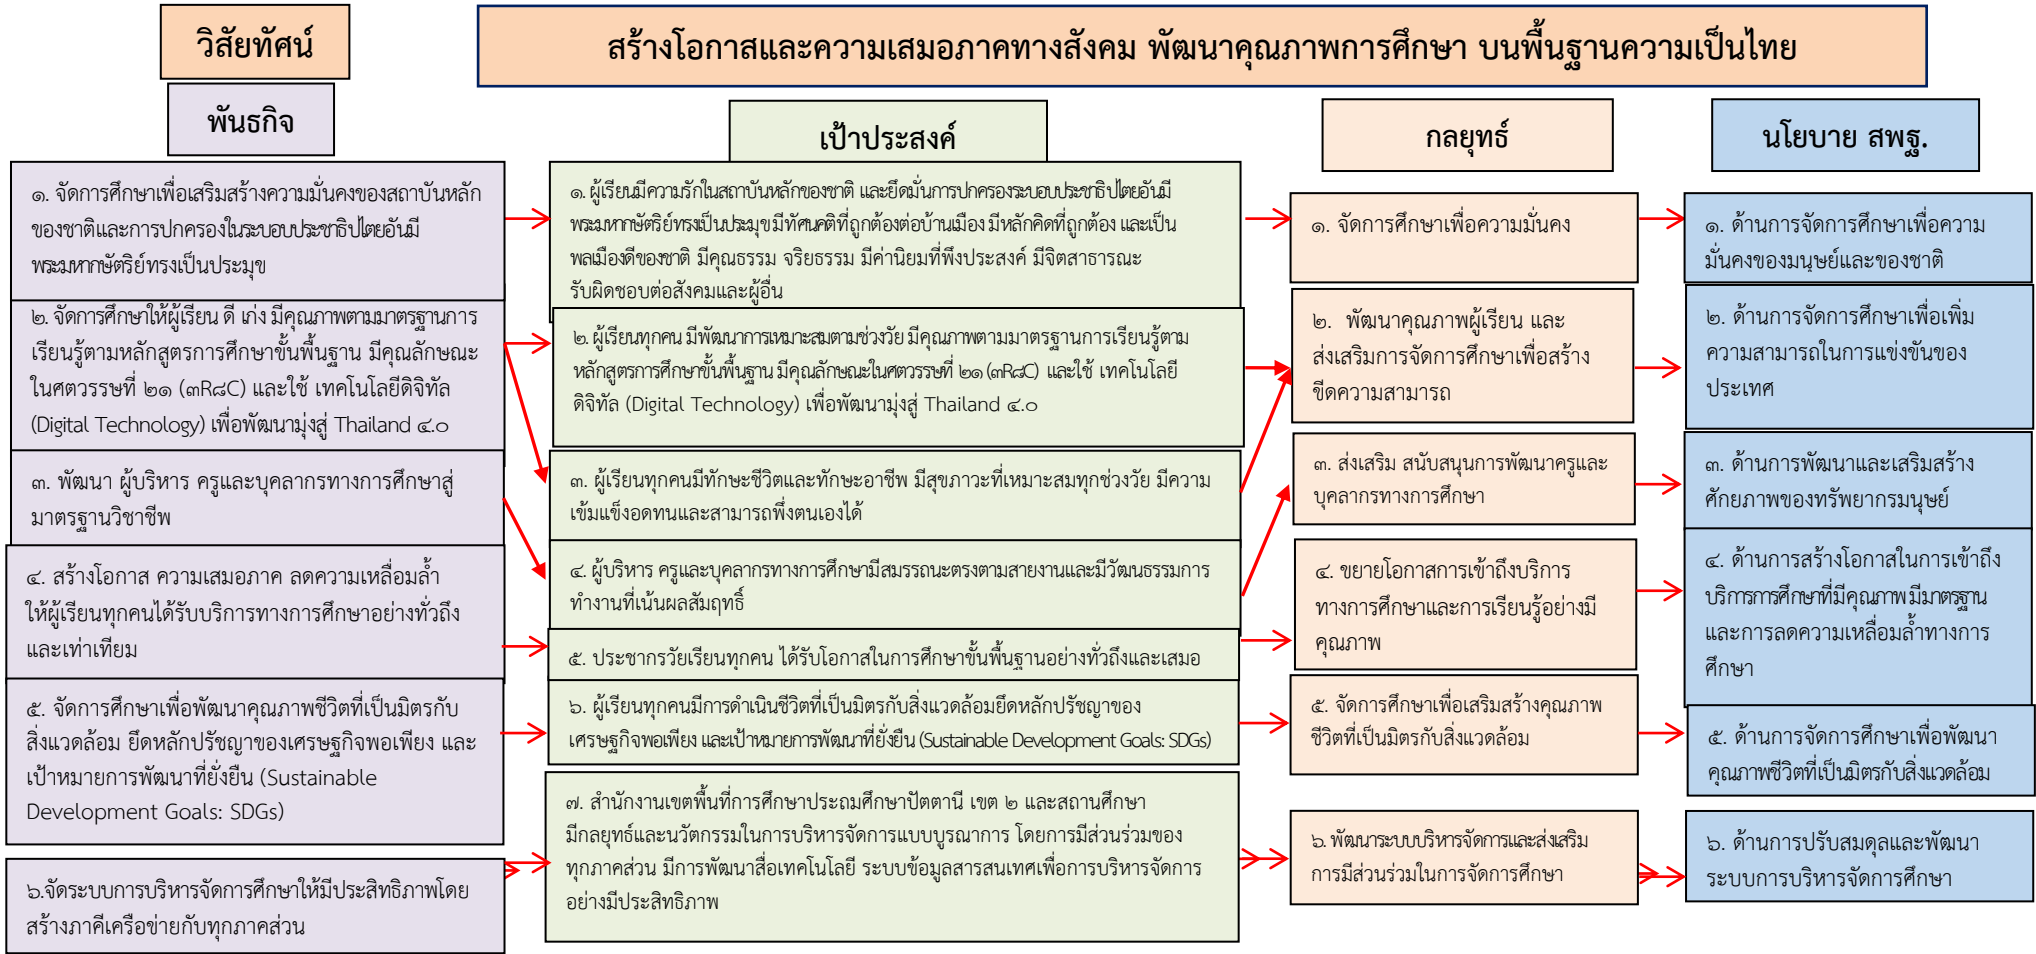 วิสัยทัศน์
สร้างโอกาสและความเสมอภาคทางสังคม พัฒนาคุณภาพการศึกษา บนพื้นฐานความเป็นไทย
พันธกิจ
๑. จัดการศึกษาเพื่อเสริมสร้างความมั่นคงของสถาบันหลัก
ของชาติและการปกครองในระบอบประชาธิปไตยอันมี
พระมหากษัตริย์ทรงเป็นประมุข
๒. จัดการศึกษาให้ผู้เรียน ดี เก่ง มีคุณภาพตามมาตรฐานการ
เรียนรู้ตามหลักสูตรการศึกษาขั้นพื้นฐาน มีคุณลักษณะ
ในศตวรรษที่ ๒๑ (๓R๘C) และใช้ เทคโนโลยีดิจิทัล
(Digital Technology) เพื่อพัฒนามุ่งสู่ Thailand ๔.๐
๓. พัฒนา ผู้บริหาร ครูและบุคลากรทางการศึกษาสู่
มาตรฐานวิชาชีพ
๔. สร้างโอกาส ความเสมอภาค ลดความเหลื่อมล้ำ
ให้ผู้เรียนทุกคนได้รับบริการทางการศึกษาอย่างทั่วถึง
และเท่าเทียม
๕. จัดการศึกษาเพื่อพัฒนาคุณภาพชีวิตที่เป็นมิตรกับ
สิ่งแวดล้อม ยึดหลักปรัชญาของเศรษฐกิจพอเพียง และ
เป้าหมายการพัฒนาที่ยั่งยืน (Sustainable
Development Goals: SDGs)
๖.จัดระบบการบริหารจัดการศึกษาให้มีประสิทธิภาพโดย
สร้างภาคีเครือข่ายกับทุกภาคส่วน
เป้าประสงค์
๑. ผู้เรียนมีความรักในสถาบันหลักของชาติ และยึดมั่นการปกครองระบอบประชาธิปไตยอันมี
พระมหากษัตริย์ทรงเป็นประมุข มีทัศนคติที่ถูกต้องต่อบ้านเมือง มีหลักคิดที่ถูกต้อง และเป็น
พลเมืองดีของชาติ มีคุณธรรม จริยธรรม มีค่านิยมที่พึงประสงค์ มีจิตสาธารณะ
รับผิดชอบต่อสังคมและผู้อื่น
๒. ผู้เรียนทุกคน มีพัฒนาการเหมาะสมตามช่วงวัย มีคุณภาพตามมาตรฐานการเรียนรู้ตาม
หลักสูตรการศึกษาขั้นพื้นฐาน มีคุณลักษณะในศตวรรษที่ ๒๑ (๓R๘C) และใช้ เทคโนโลยี
ดิจิทัล (Digital Technology) เพื่อพัฒนามุ่งสู่ Thailand ๔.๐
๓. ผู้เรียนทุกคนมีทักษะชีวิตและทักษะอาชีพ มีสุขภาวะที่เหมาะสมทุกช่วงวัย มีความ
เข้มแข็งอดทนและสามารถพึ่งตนเองได้
๔. ผู้บริหาร ครูและบุคลากรทางการศึกษามีสมรรถนะตรงตามสายงานและมีวัฒนธรรมการ
ทำงานที่เน้นผลสัมฤทธิ์
๕. ประชากรวัยเรียนทุกคน ได้รับโอกาสในการศึกษาขั้นพื้นฐานอย่างทั่วถึงและเสมอ
๖. ผู้เรียนทุกคนมีการดำเนินชีวิตที่เป็นมิตรกับสิ่งแวดล้อมยึดหลักปรัชญาของ
เศรษฐกิจพอเพียง และเป้าหมายการพัฒนาที่ยั่งยืน (Sustainable Development Goals: SDGs)
๗. สำนักงานเขตพื้นที่การศึกษาประถมศึกษาปัตตานี เขต ๒ และสถานศึกษา
มีกลยุทธ์และนวัตกรรมในการบริหารจัดการแบบบูรณาการ โดยการมีส่วนร่วมของ
ทุกภาคส่วน มีการพัฒนาสื่อเทคโนโลยี ระบบข้อมูลสารสนเทศเพื่อการบริหารจัดการ
อย่างมีประสิทธิภาพ
กลยุทธ์
๑. จัดการศึกษาเพื่อความมั่นคง
๒. พัฒนาคุณภาพผู้เรียน และ
ส่งเสริมการจัดการศึกษาเพื่อสร้าง
ขีดความสามารถ
๓. ส่งเสริม สนับสนุนการพัฒนาครูและ
บุคลากรทางการศึกษา
๔. ขยายโอกาสการเข้าถึงบริการ
ทางการศึกษาและการเรียนรู้อย่างมี
คุณภาพ
๕. จัดการศึกษาเพื่อเสริมสร้างคุณภาพ
ชีวิตที่เป็นมิตรกับสิ่งแวดล้อม
๖. พัฒนาระบบบริหารจัดการและส่งเสริม
การมีส่วนร่วมในการจัดการศึกษา
นโยบาย สพฐ.
๑. ด้านการจัดการศึกษาเพื่อความ
มั่นคงของมนุษย์และของชาติ
๒. ด้านการจัดการศึกษาเพื่อเพิ่ม
ความสามารถในการแข่งขันของ
ประเทศ
๓. ด้านการพัฒนาและเสริมสร้าง
ศักยภาพของทรัพยากรมนุษย์
๔. ด้านการสร้างโอกาสในการเข้าถึง
บริการการศึกษาที่มีคุณภาพ มีมาตรฐาน
และการลดความเหลื่อมล้ำทางการ
ศึกษา
๕. ด้านการจัดการศึกษาเพื่อพัฒนา
คุณภาพชีวิตที่เป็นมิตรกับสิ่งแวดล้อม
๖. ด้านการปรับสมดุลและพัฒนา
ระบบการบริหารจัดการศึกษา